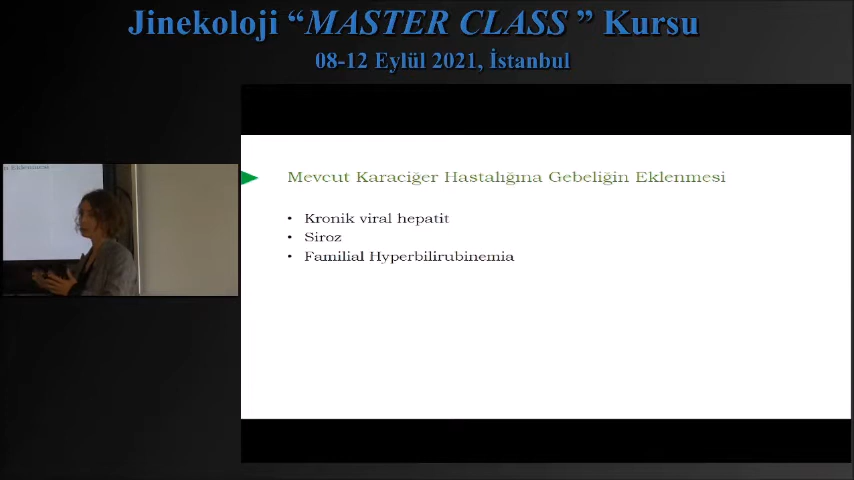 Jinekoloji “MASTER CLASS ” Kursu
08-12 Eylül 2021, İstanbul
Mevcut Karaciğer Hastalığına Gebeliğin Eklenmesi
• Kronik viral hepatit
• Siroz
• Familial Hyperbilirubinemia